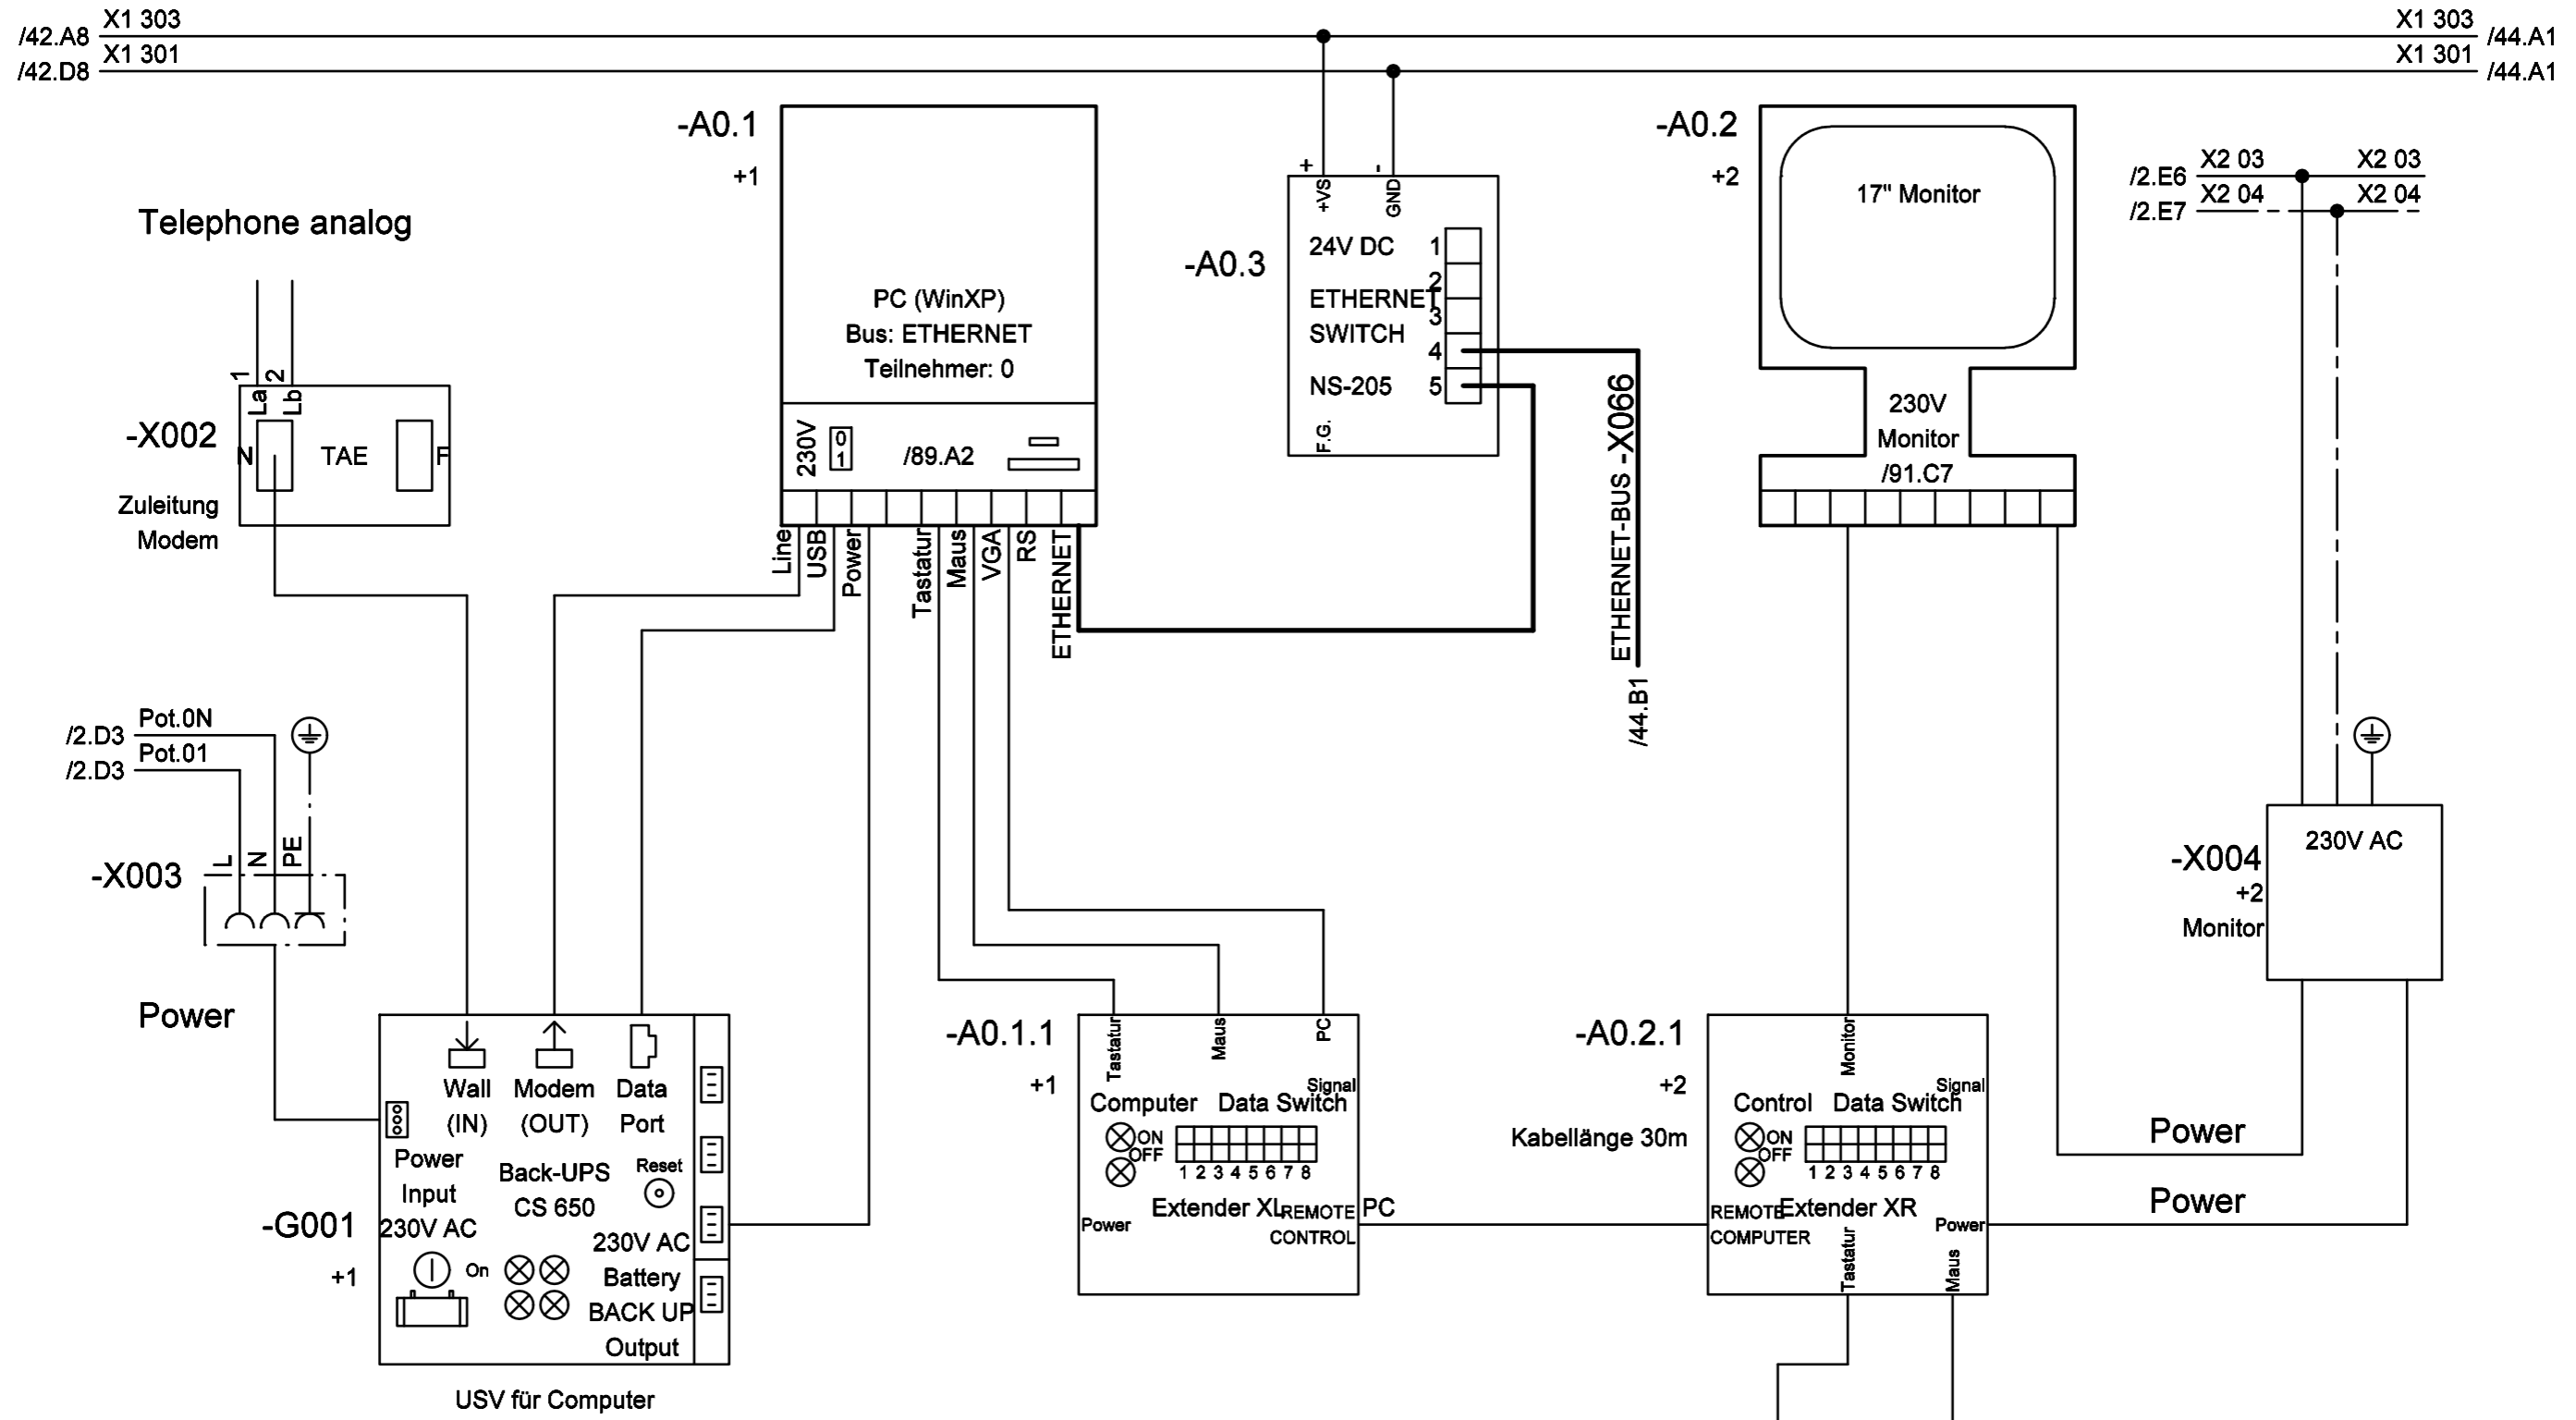 X1 303
X1 303
/42.A8
/44.A1
X1 301
X1 301
/42.D8
/44.A1
-A0.1
+1
PC (WinXP)
Bus: ETHERNET
Teilnehmer: 0
230V
0
1
/89.A2
Line
USB
Power
Tastatur
Maus
VGA
RS
ETHERNET
-A0.3
+
-
+VS
GND
24V DC
ETHERNET
SWITCH
NS-205
F.G.
1
2
3
4
5
ETHERNET-BUS -X066
/44.B1
-A0.2
+2
17" Monitor
230V
Monitor
/91.C7
X2 03
X2 03
/2.E6
X2 04
X2 04
/2.E7
Telephone analog
1
2
La
Lb
-X002
N
TAE
F
Zuleitung
Modem
Pot.0N
/2.D3
Pot.01
/2.D3
L
N
PE
-X003
Power
-X004
+2
Monitor
230V AC
-G001
+1
Wall
(IN)
Modem
(OUT)
Data
Port
Power
Input
230V AC
Back-UPS
CS 650
Reset
On
230V AC
Battery
BACK UP
Output
USV für Computer
-A0.1.1
+1
Tastatur
Maus
PC
Signal
Computer
Data Switch
ON
OFF
1 2 3 4 5 6 7 8
Extender XL
Power
REMOTE
CONTROL
PC
-A0.2.1
+2
Kabellänge 30m
Monitor
Signal
Control
Data Switch
ON
OFF
1 2 3 4 5 6 7 8
REMOTE
COMPUTER
Extender XR
Power
Tastatur
Maus
Power
Power